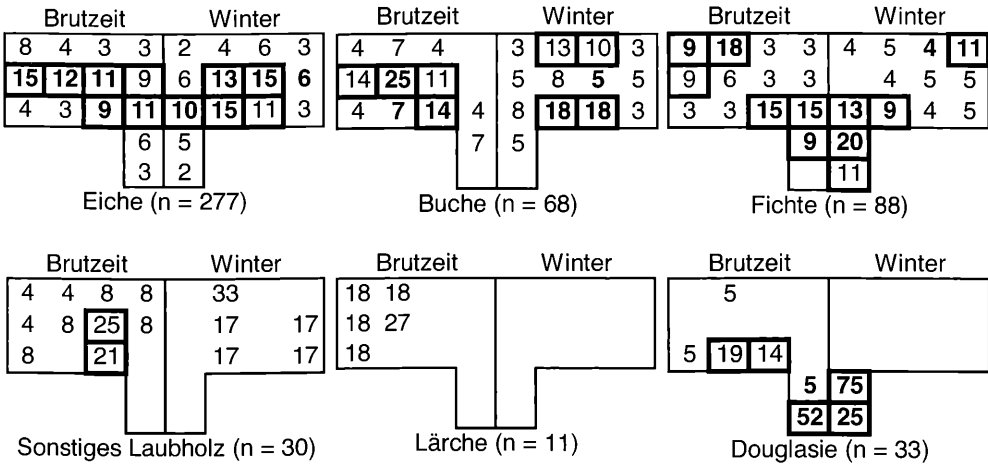 Brutzeit Winter Brutzeit Winter Brutzeit Winter
8 4 3 3 2 4 6 3 4 7 4 3 13 10 3 9 18 3 3 4 5 4 11
15 12 11 9 6 13 15 6 14 25 11 5 8 5 5 9 6 3 3 4 5 5
4 3 9 11 10 15 11 3 4 7 14 4 8 18 18 3 3 3 15 15 13 9 4 5
6 5 7 5 9 20
3 2 11
Eiche (n = 277) Buche (n = 68) Fichte (n = 88)
Brutzeit Winter Brutzeit Winter Brutzeit Winter
4 4 8 8 33 18 18 5
4 8 25 8 17 17 18 27
8 21 17 17 18 5 19 14
5 75
52 25
Sonstiges Laubholz (n = 30) Lärche (n = 11) Douglasie (n = 33)